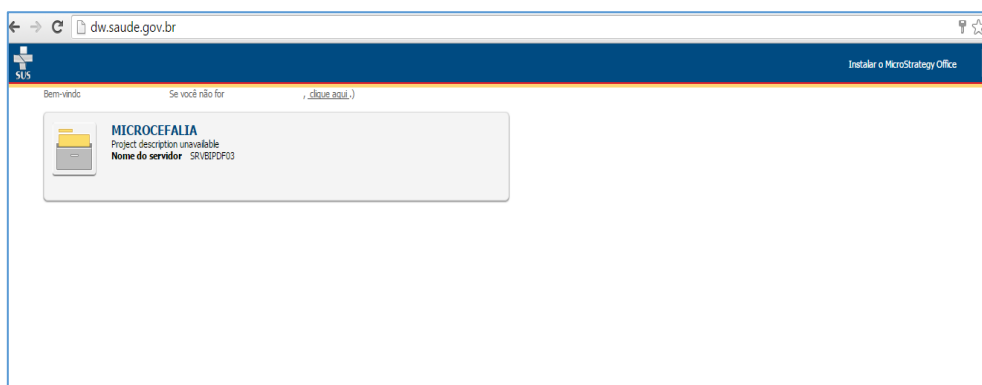 dw.saude.gov.br
SUS
Instalar o MicroStrategy Office
Bem-vindo Se você não for , clique aqui .)
MICROCEFALIA
Project description unavailable
Nome do servidor SRVBIPDF03